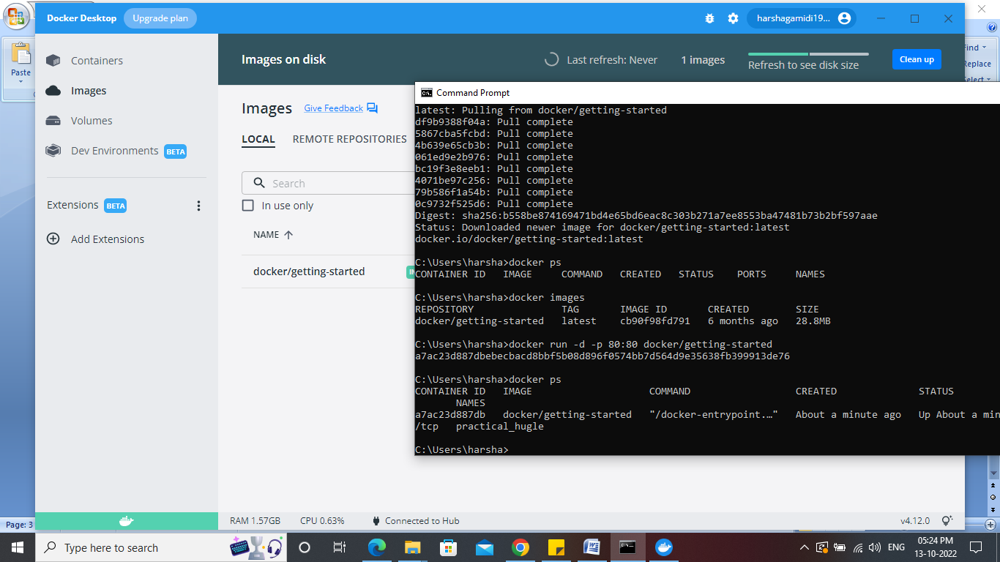 Docker Desktop
Upgrade plan
harshagamidi19...
Paste
Find
Replace
Select
Containers
Images
Volumes
Dev Environments BETA
Extensions BETA
Add Extensions
Images on disk
Last refresh: Never
1 images
Refresh to see disk size
Clean up
Images Give Feedback
LOCAL REMOTE REPOSITORIES
Search
In use only
NAME
docker/getting-started
Command Prompt
latest: Pulling from docker/getting-started
df9b9388f04a: Pull complete
5867cba5fcbd: Pull complete
4b639e65cb3b: Pull complete
061ed9e2b976: Pull complete
bc19f3e8eeb1: Pull complete
4071be97c256: Pull complete
79b586f1a54b: Pull complete
0c9732f525d6: Pull complete
Digest: sha256:b558be874169471bd4e65bd6eac8c303b271a7ee8553ba47481b73b2bf597aae
Status: Downloaded newer image for docker/getting-started:latest
docker.io/docker/getting-started:latest
C:\Users\harsha>docker ps
CONTAINER ID IMAGE COMMAND CREATED STATUS PORTS NAMES
C:\Users\harsha>docker images
REPOSITORY TAG IMAGE ID CREATED SIZE
docker/getting-started latest cb90f98fd791 6 months ago 28.8MB
C:\Users\harsha>docker run -d -p 80:80 docker/getting-started
a7ac23d887dbebecbacd8bbf5b08d896f0574bb7d564d9e35638fb399913de76
C:\Users\harsha>docker ps
CONTAINER ID IMAGE COMMAND CREATED STATUS
NAMES
a7ac23d887db docker/getting-started "/docker-entrypoint.…" About a minute ago Up About a min
/tcp practical_hugle
C:\Users\harsha>
RAM 1.57GB CPU 0.63% Connected to Hub
v4.12.0
Page: 3
Type here to search
ENG
05:24 PM
13-10-2022